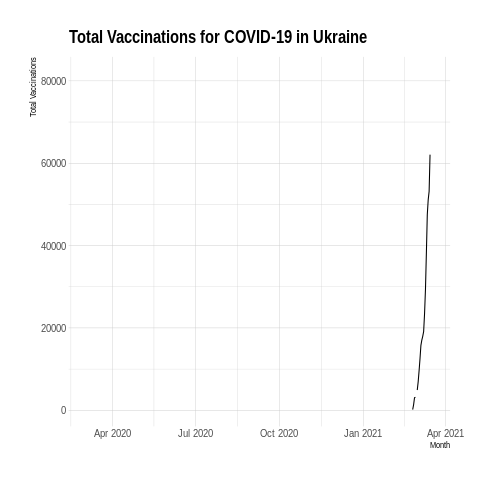 Total Vaccinations for COVID-19 in Ukraine
Total Vaccinations
80000
60000
40000
20000
0
Apr 2020 Jul 2020 Oct 2020 Jan 2021 Apr 2021
Month